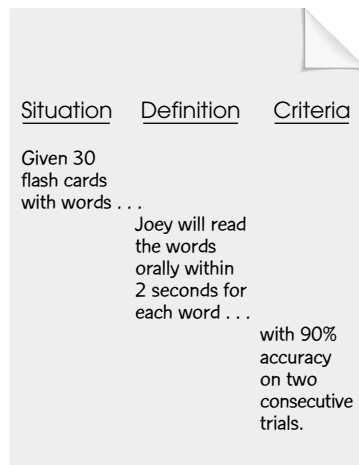 Situation Definition Criteria
Given 30
flash cards
with words . . .
Joey will read
the words
orally within
2 seconds for
each word . . .
with 90%
accuracy
on two
consecutive
trials.